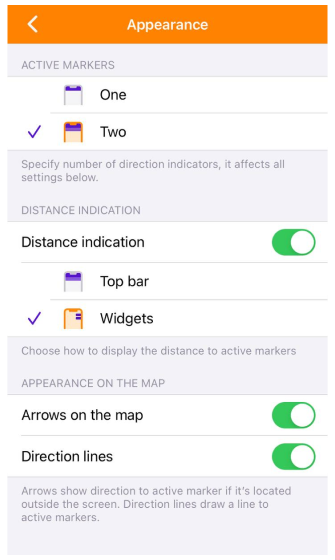 Appearance
ACTIVE MARKERS
One
Two
Specify number of direction indicators, it affects all
settings below.
DISTANCE INDICATION
Distance indication
Top bar
Widgets
Choose how to display the distance to active markers
APPEARANCE ON THE MAP
Arrows on the map
Direction lines
Arrows show direction to active marker if it's located
outside the screen. Direction lines draw a line to
active markers.